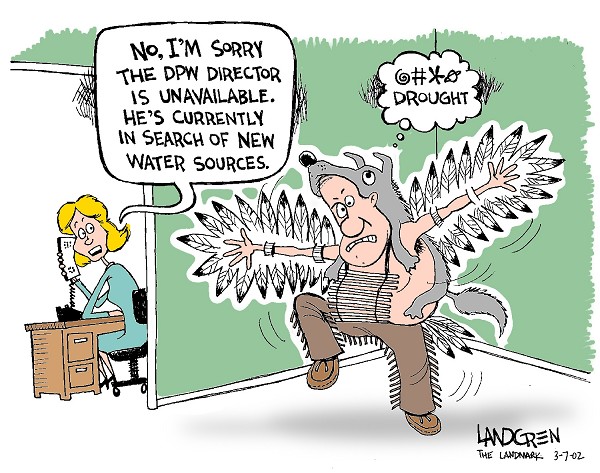 NO, I'M SORRY
THE DPW DIRECTOR
IS UNAVAILABLE.
HE'S CURRENTLY
IN SEARCH OF NEW
WATER SOURCES.
@#*
DROUGHT
LANDGREN
THE LANDMARK 3-7-02